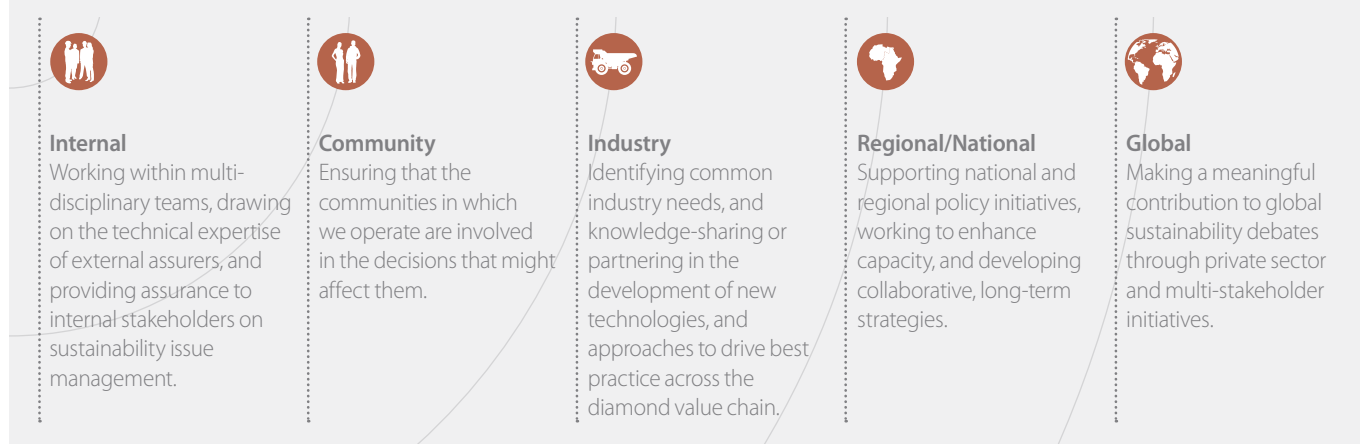 Internal
Working within multi-
disciplinary teams, drawing
on the technical expertise
of external assurers, and
providing assurance to
internal stakeholders on
sustainability issue
management.
Community
Ensuring that the
communities in which
we operate are involved
in the decisions that might
affect them.
Industry
Identifying common
industry needs, and
knowledge-sharing or
partnering in the
development of new
technologies, and
approaches to drive best
practice across the
diamond value chain.
Regional/National
Supporting national and
regional policy initiatives,
working to enhance
capacity, and developing
collaborative, long-term
strategies.
Global
Making a meaningful
contribution to global
sustainability debates
through private sector
and multi-stakeholder
initiatives.